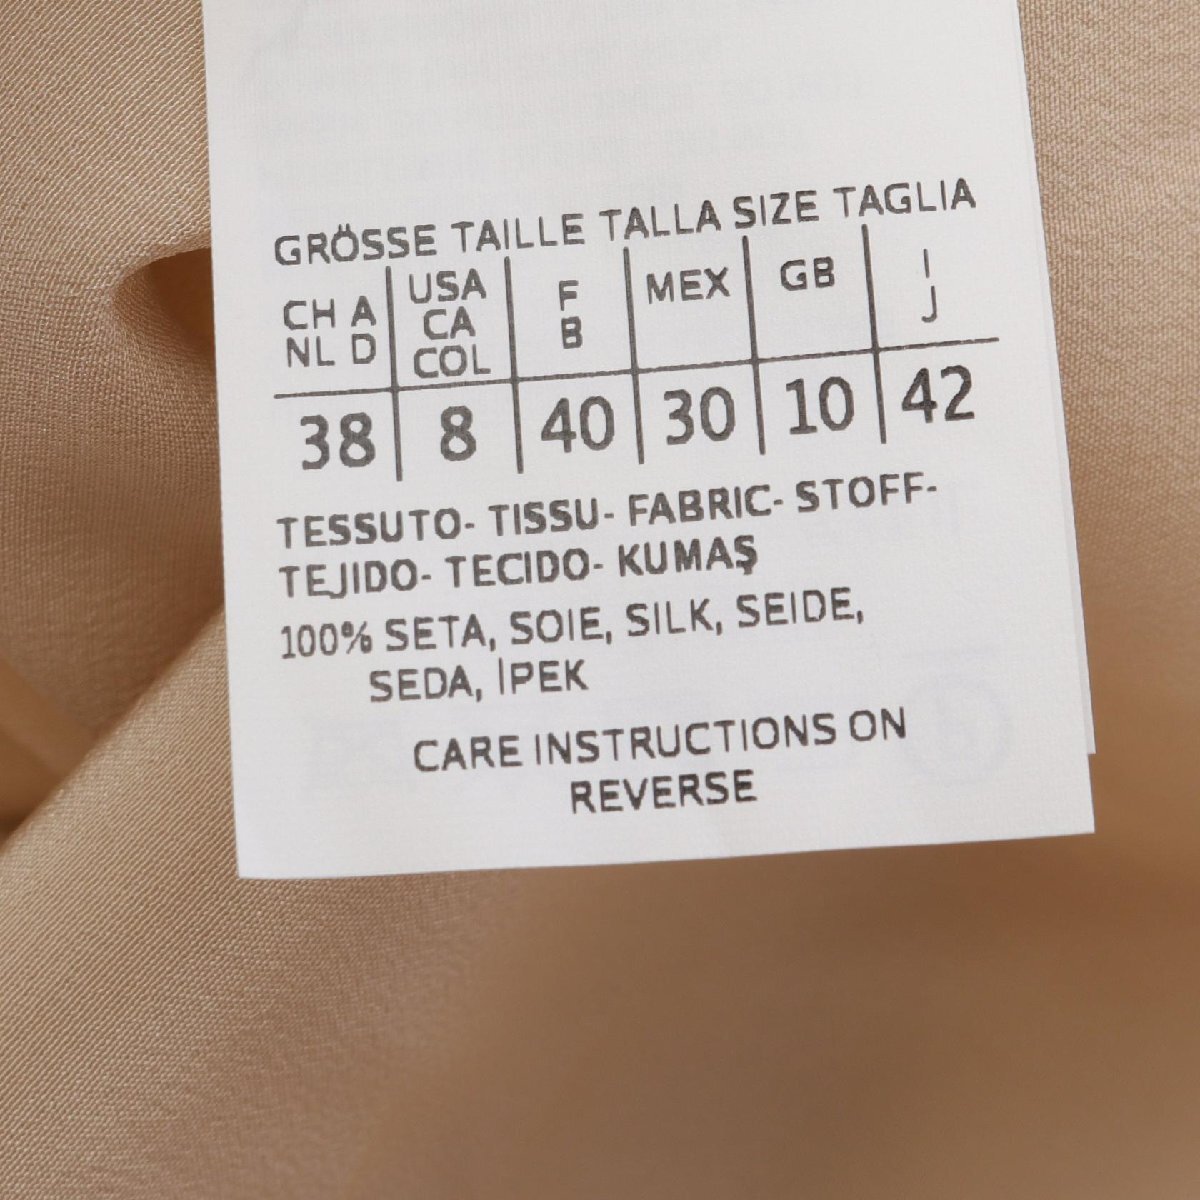 GRÖSSE TAILLE TALLA SIZE TAGLIA
CH A NL D USA CA COL F B MEX GB I J
38 8 40 30 10 42
TESSUTO- TISSU- FABRIC- STOFF-
TEJIDO- TECIDO- KUMAŞ
100% SETA, SOIE, SILK, SEIDE,
SEDA, İPEK
CARE INSTRUCTIONS ON
REVERSE